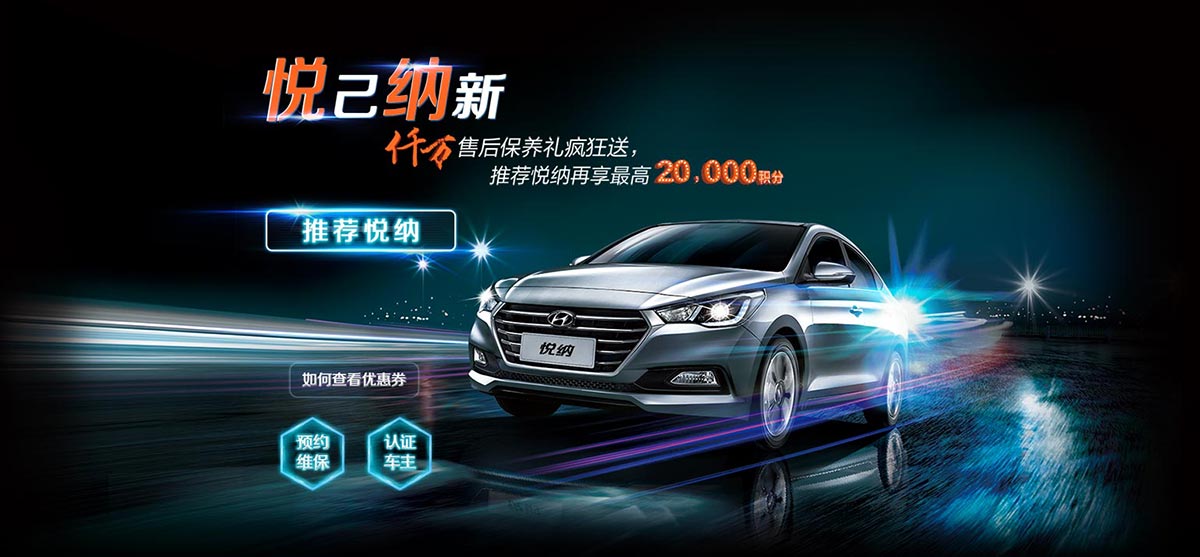 悦己纳新
仟万售后保养礼疯狂送，
推荐悦纳再享最高20,000积分
推荐悦纳
悦纳
如何查看优惠券
预约
维保
认证
车主